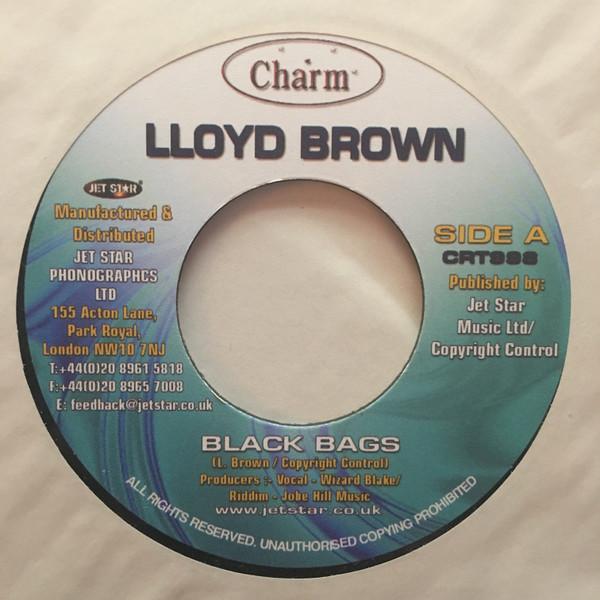 Charm
LLOYD BROWN
JET STAR
Manufactured &
Distributed
JET STAR
PHONOGRAPHCS
LTD
155 Acton Lane,
Park Royal,
London NW10 7NJ
T:+44(0)20 8961 5818
F:+44(0)20 8965 7008
E: feedhack@jetstar.co.uk
SIDE A
Published by:
Jet Star
Music Ltd/
Copyright Control
BLACK BAGS
(L. Brown / Copyright Control)
Producers :- Vocal - Wizard Blake/
Riddim - Jobe Hill Music
www.jetstar.co.uk
ALL RIGHTS RESERVED. UNAUTHORISED COPYING PROHIBITED